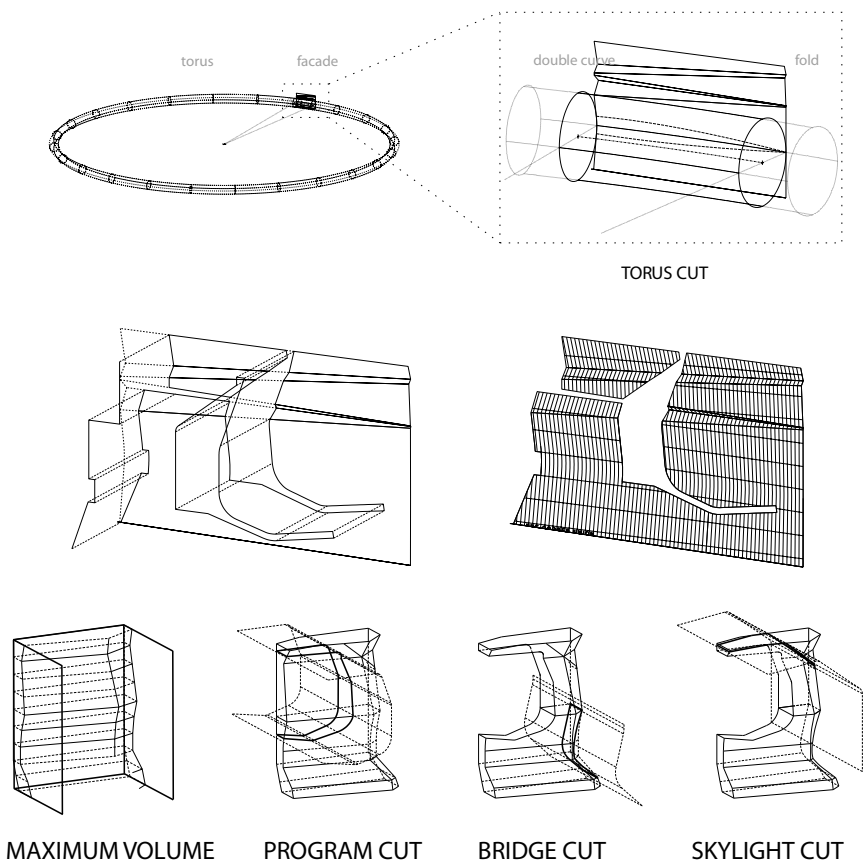 torus facade
double curve fold
TORUS CUT
MAXIMUM VOLUME PROGRAM CUT BRIDGE CUT SKYLIGHT CUT